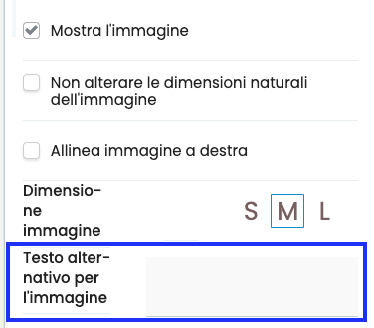 Mostra l'immagine
Non alterare le dimensioni naturali
dell'immagine
Allinea immagine a destra
Dimensio-
ne
immagine
S M L
Testo alter-
nativo per
l'immagine